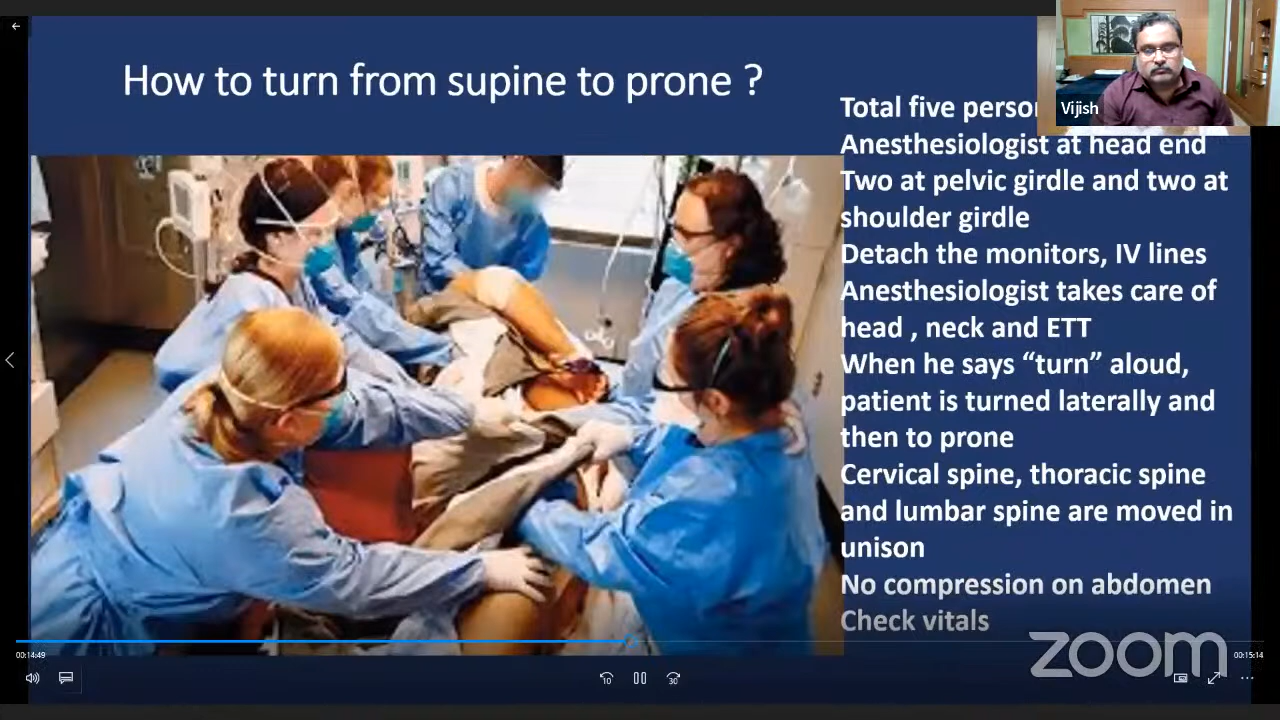 How to turn from supine to prone ?
Vijish
Total five
Anesthesiologist at head end
Two at pelvic girdle and two at
shoulder girdle
Detach the monitors, IV lines
Anesthesiologist takes care of
head , neck and ETT
When he says “turn” aloud,
patient is turned laterally and
then to prone
Cervical spine, thoracic spine
and lumbar spine are moved in
unison
No compression on abdomen
Check vitals
zoom
00:14:49
00:15:14
10
30